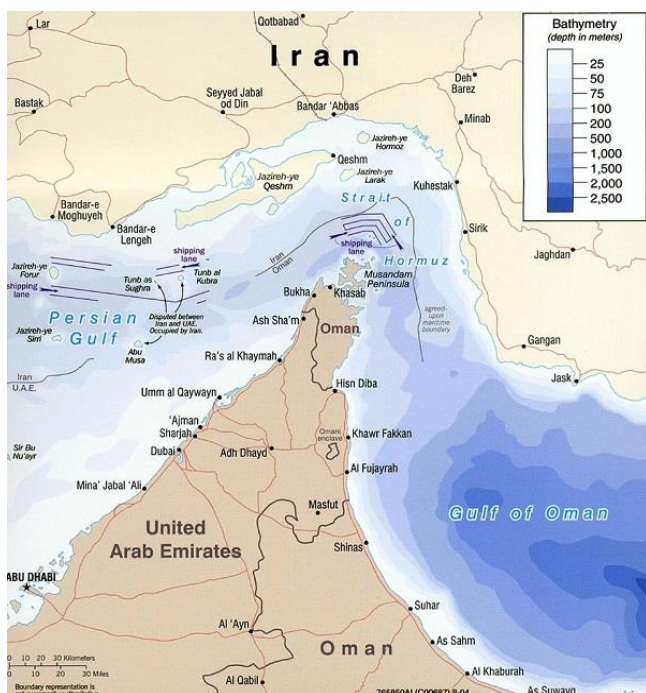 Lar
Qotbabad
Iran
Bathymetry
(depth in meters)
25
50
75
100
200
500
1,000
1,500
2,000
2,500
Deh
Barez
Seyyed Jabal
od Din
Bastak
Bandar 'Abbas
Minab
Jazireh-ye
Hormoz
Qeshm
Jazireh-ye
Qeshm
Jazireh-ye
Larak
Kuhestak
Bandar-e
Moghuyeh
Bandar-e
Lengeh
Strait
of
Hormuz
Sirik
shipping
lane
Iran
Oman
Jaghdan
Jazireh-ye
Forur
shipping
lane
Tunb as
Sughra
Tunb al
Kubra
shipping
lane
Musandam
Peninsula
Bukha
Khasab
Persian
Gulf
Disputed between
Iran and UAE.
Occupied by Iran.
agreed-
upon
maritime
boundary
Ash Sha'm
Oman
Jazireh-ye
Sirri
Abu
Musa
Gangan
Ra's al Khaymah
Iran
U.A.E.
Jask
Hisn Diba
Umm al Qaywayn
'Ajman
Sharjah
Dubai
Omani
enclave
Khawr Fakkan
Sir Bu
Nu'ayr
Adh Dhayd
Al Fujayrah
Mina' Jabal 'Ali
Masfut
Gulf of Oman
United
Arab Emirates
Shinas
ABU DHABI
Suhar
Al 'Ayn
As Sahm
Oman
0 10 20 30 Kilometers
0 10 20 30 Miles
Al Qabil
Al Khaburah
Boundary representation is
As Suwayq